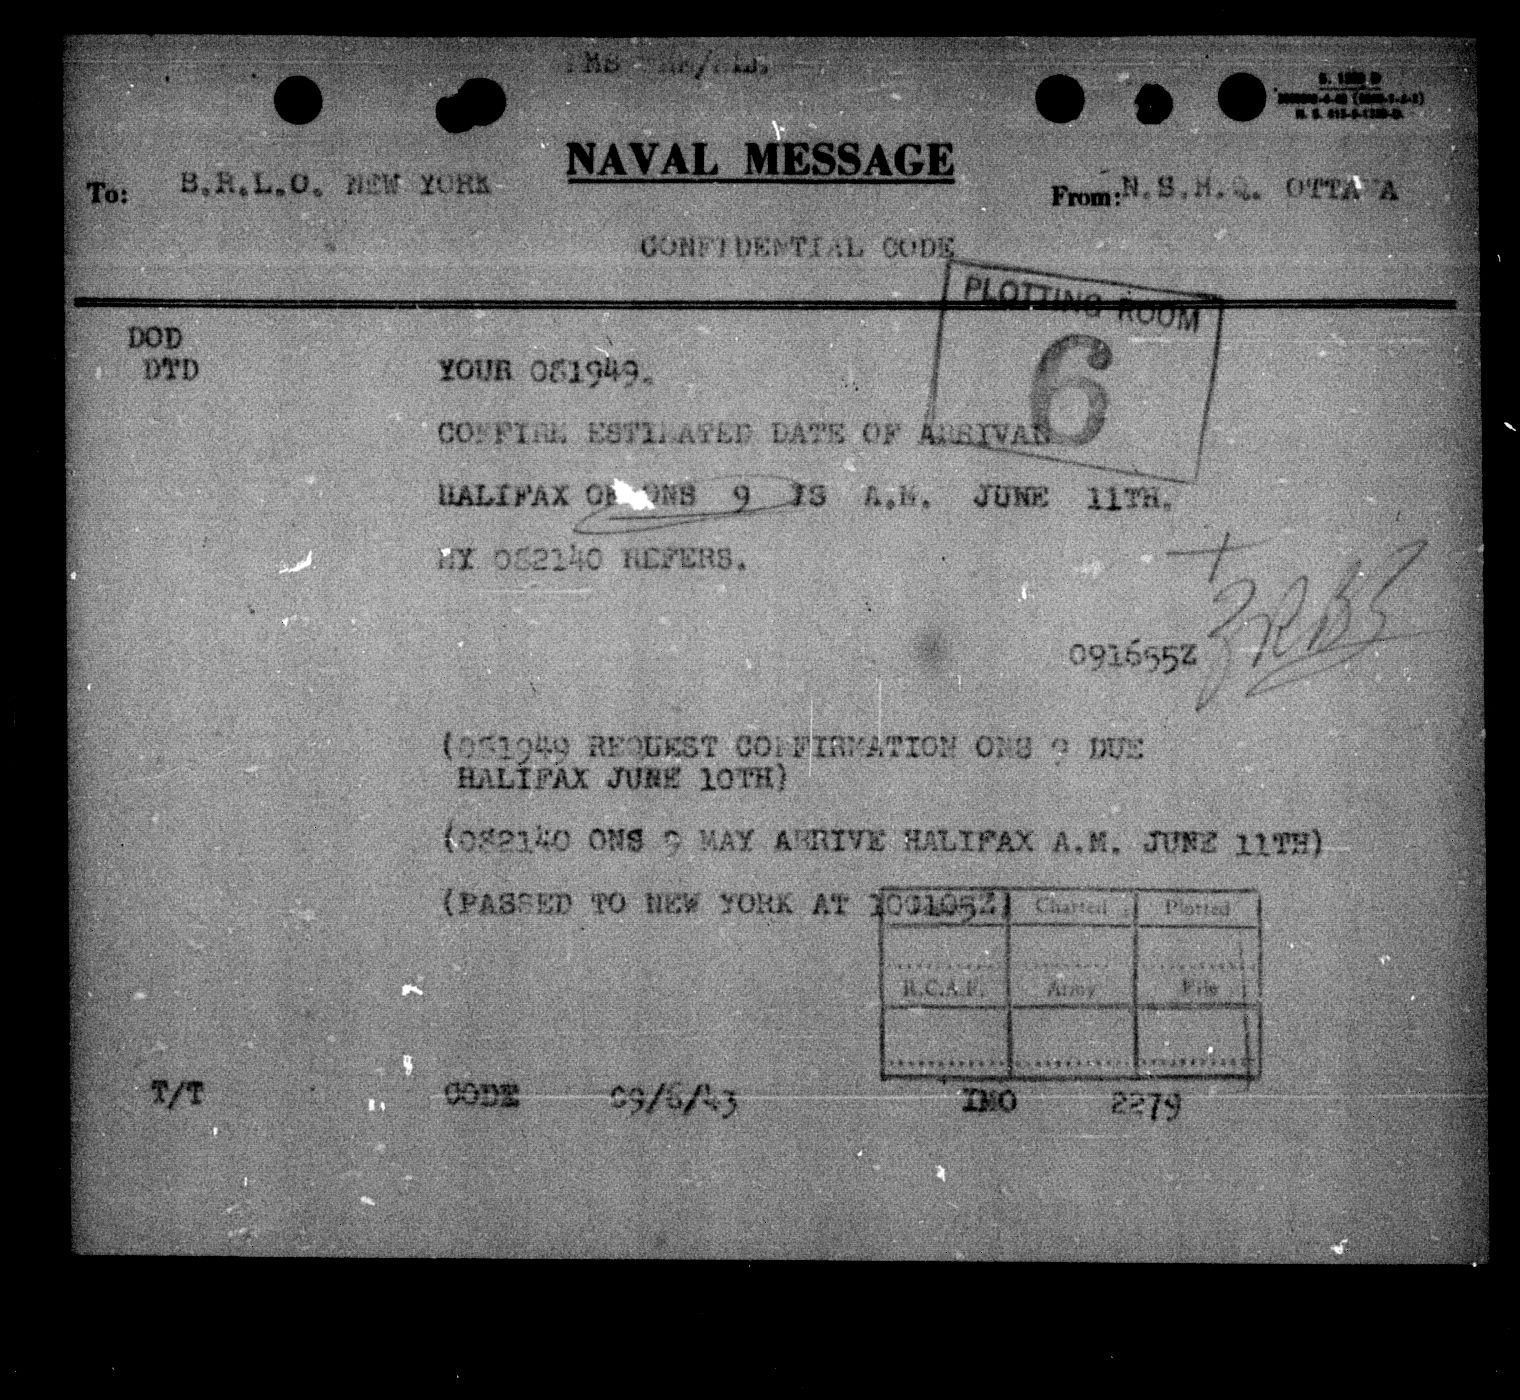 NAVAL MESSAGE
To: B.R.L.O. NEW YORK
From: N.S.H.Q. OTTAWA
CONFIDENTIAL CODE
PLOTTING ROOM
6
DOD
DTD
YOUR 081949.
CONFIRM ESTIMATED DATE OF ARRIVAL
HALIFAX OF ONS 9 IS A.M. JUNE 11TH.
MY 082140 REFERS.
091655Z
(081949 REQUEST CONFIRMATION ONS 9 DUE
HALIFAX JUNE 10TH)
(082140 ONS 9 MAY ARRIVE HALIFAX A.M. JUNE 11TH)
(PASSED TO NEW YORK AT 100105Z)
Charted Plotted
R.C.A.F. Army File
T/T CODE 09/6/43 IMO 2279